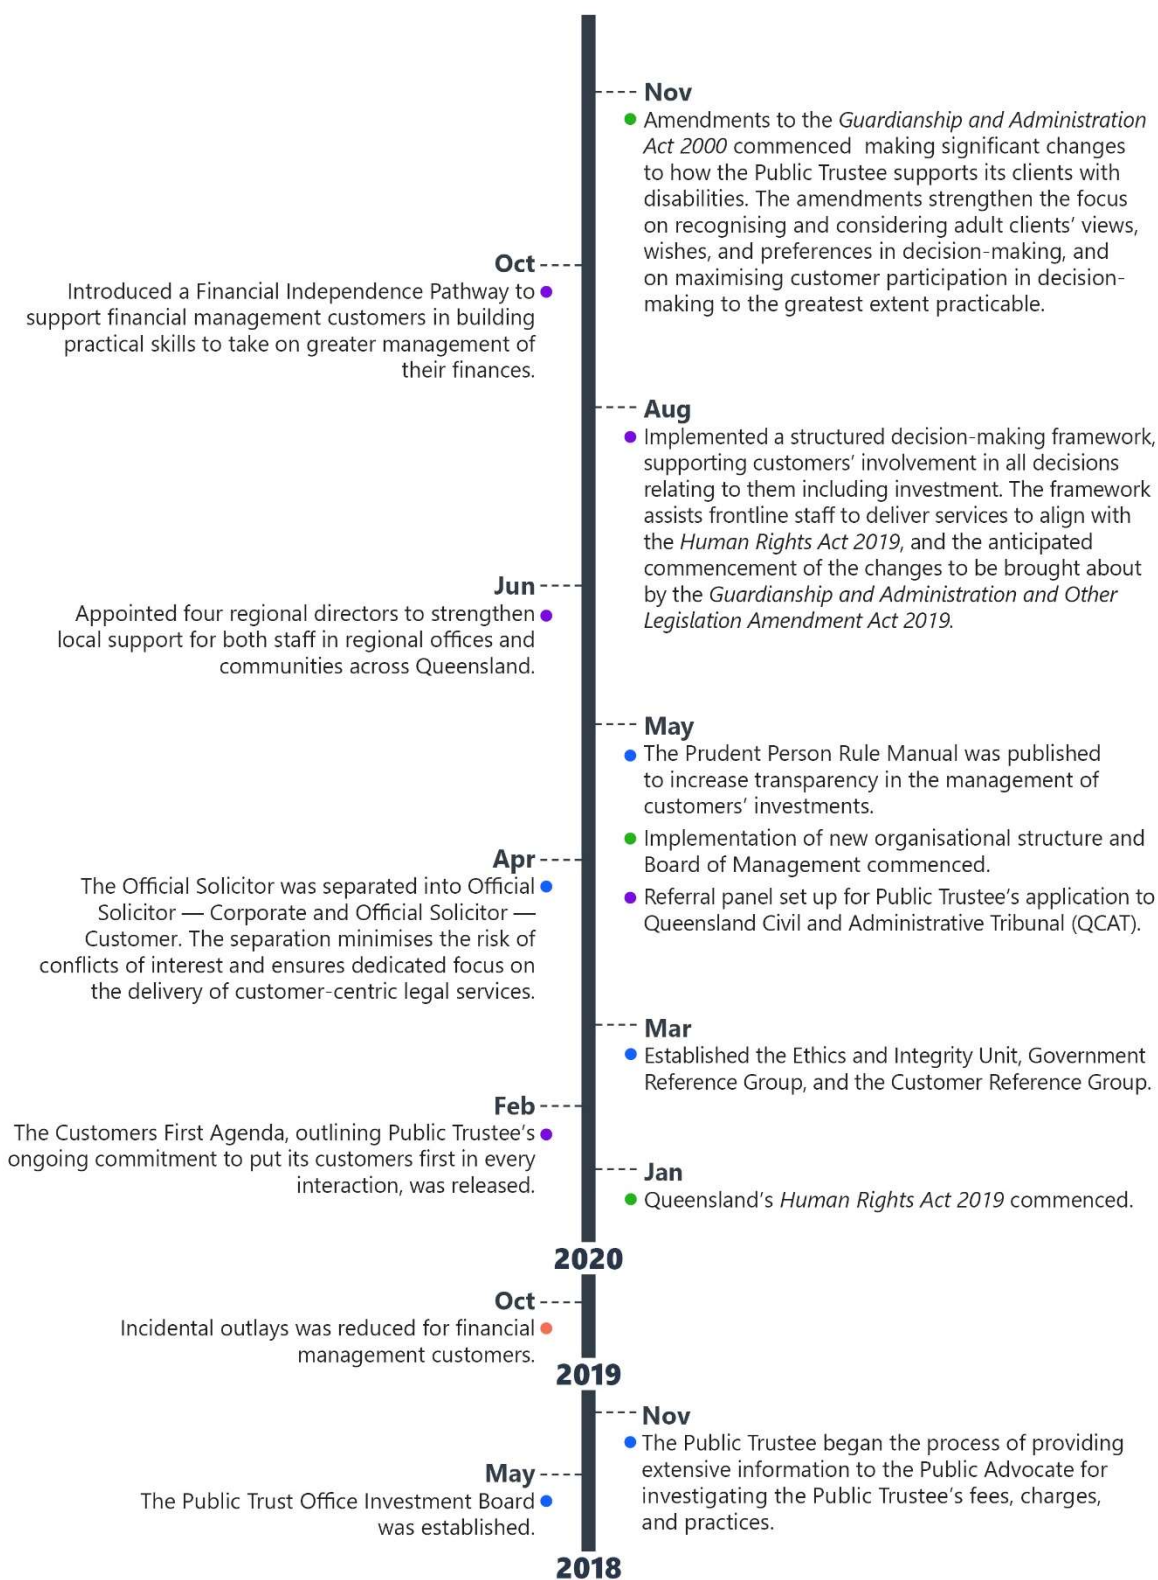 Nov
Amendments to the Guardianship and Administration
Act 2000 commenced making significant changes
to how the Public Trustee supports its clients with
disabilities. The amendments strengthen the focus
on recognising and considering adult clients' views,
wishes, and preferences in decision-making, and
on maximising customer participation in decision-
making to the greatest extent practicable.
Oct
Introduced a Financial Independence Pathway to
support financial management customers in building
practical skills to take on greater management of
their finances.
Aug
Implemented a structured decision-making framework,
supporting customers' involvement in all decisions
relating to them including investment. The framework
assists frontline staff to deliver services to align with
the Human Rights Act 2019, and the anticipated
commencement of the changes to be brought about
by the Guardianship and Administration and Other
Legislation Amendment Act 2019.
Jun
Appointed four regional directors to strengthen
local support for both staff in regional offices and
communities across Queensland.
May
The Prudent Person Rule Manual was published
to increase transparency in the management of
customers' investments.
Implementation of new organisational structure and
Board of Management commenced.
Referral panel set up for Public Trustee's application to
Queensland Civil and Administrative Tribunal (QCAT).
Apr
The Official Solicitor was separated into Official
Solicitor — Corporate and Official Solicitor —
Customer. The separation minimises the risk of
conflicts of interest and ensures dedicated focus on
the delivery of customer-centric legal services.
Mar
Established the Ethics and Integrity Unit, Government
Reference Group, and the Customer Reference Group.
Feb
The Customers First Agenda, outlining Public Trustee's
ongoing commitment to put its customers first in every
interaction, was released.
Jan
Queensland's Human Rights Act 2019 commenced.
2020
Oct
Incidental outlays was reduced for financial
management customers.
2019
Nov
The Public Trustee began the process of providing
extensive information to the Public Advocate for
investigating the Public Trustee's fees, charges,
and practices.
May
The Public Trust Office Investment Board
was established.
2018